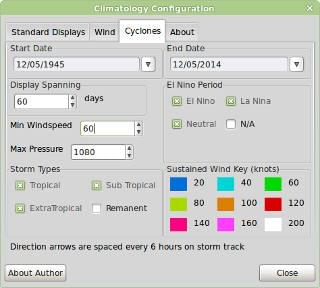 Climatology Configuration
Standard Displays Wind Cyclones About
Start Date End Date
12/05/1945 12/05/2014
Display Spanning El Nino Period
60 days El Nino La Nina
Min Windspeed 60 Neutral N/A
Max Pressure 1080
Storm Types Sustained Wind Key (knots)
Tropical Sub Tropical 20 40 60
ExtraTropical Remanent 80 100 120
140 160 200
Direction arrows are spaced every 6 hours on storm track
About Author Close